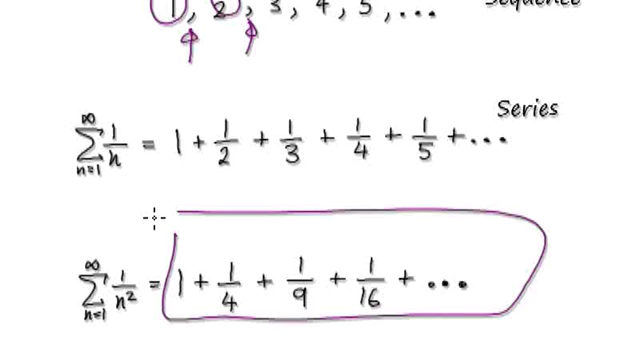 1, 2, 3, 4, 5, ... Sequence
Series
∞ ∑ n=1 1/n = 1 + 1/2 + 1/3 + 1/4 + 1/5 + ...
∞ ∑ n=1 1/n² = 1 + 1/4 + 1/9 + 1/16 + ...